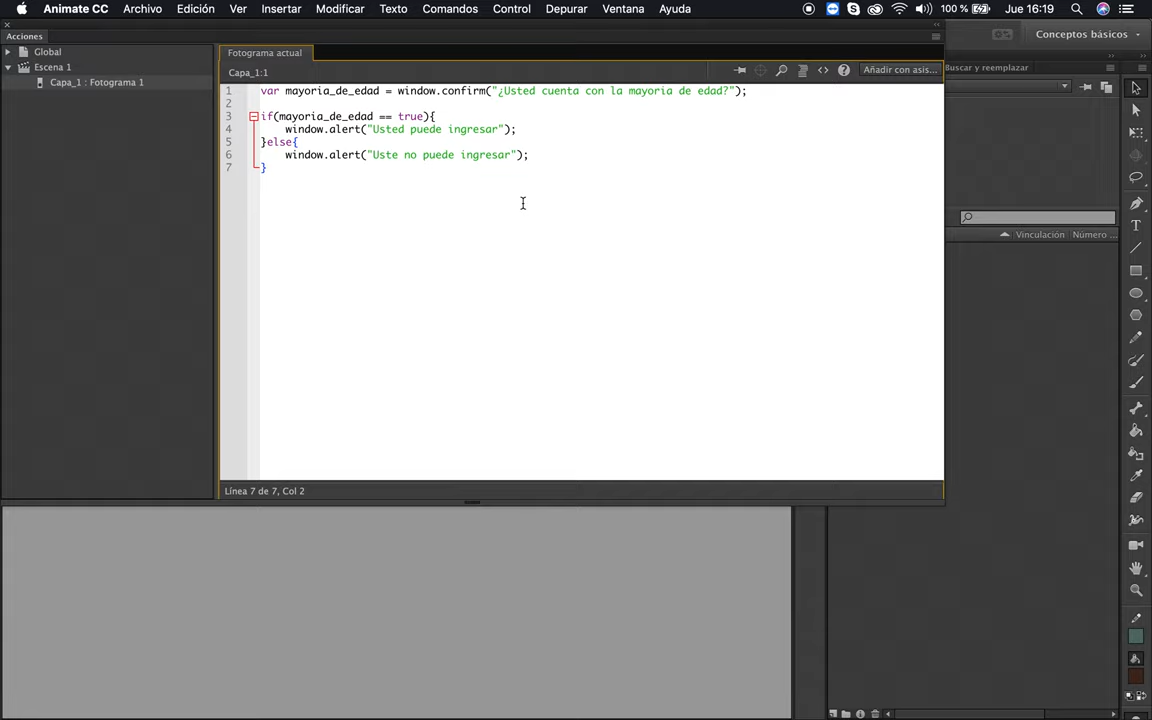 Animate CC Archivo Edición Ver Insertar Modificar Texto Comandos Control Depurar Ventana Ayuda 100 % Jue 16:19
Acciones
Conceptos básicos
Global
Escena 1
Capa_1 : Fotograma 1
Fotograma actual
Capa_1:1
Añadir con asis...
Buscar y reemplazar
1 var mayoria_de_edad = window.confirm("¿Usted cuenta con la mayoria de edad?");
2
3 if(mayoria_de_edad == true){
4 window.alert("Usted puede ingresar");
5 }else{
6 window.alert("Uste no puede ingresar");
7 }
Vinculación Número ...
Línea 7 de 7, Col 2